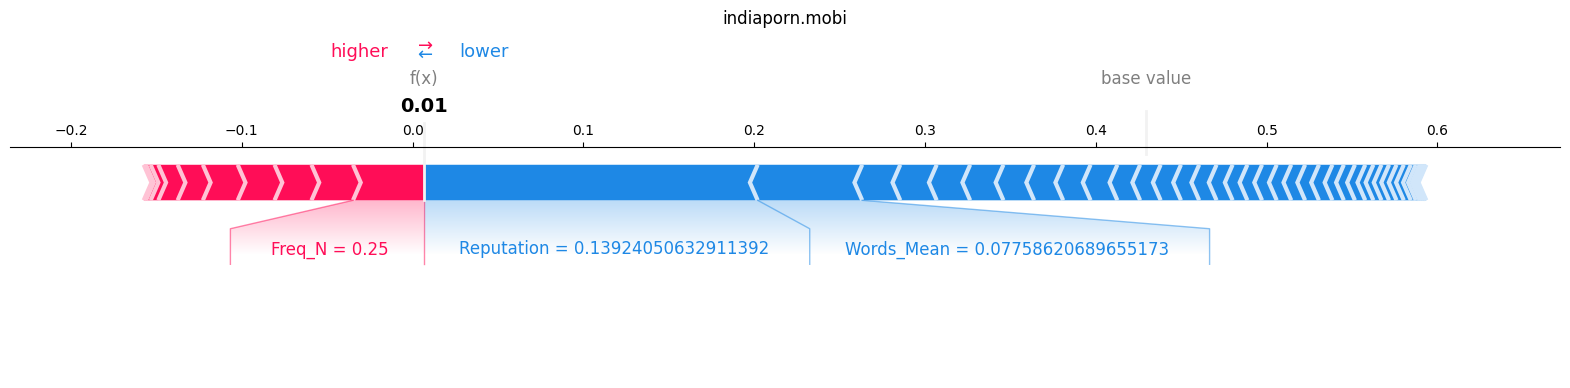 indiaporn.mobi
higher ⇄ lower
f(x)
base value
0.01
−0.2 −0.1 0.0 0.1 0.2 0.3 0.4 0.5 0.6
Freq_N = 0.25
Reputation = 0.13924050632911392
Words_Mean = 0.07758620689655173